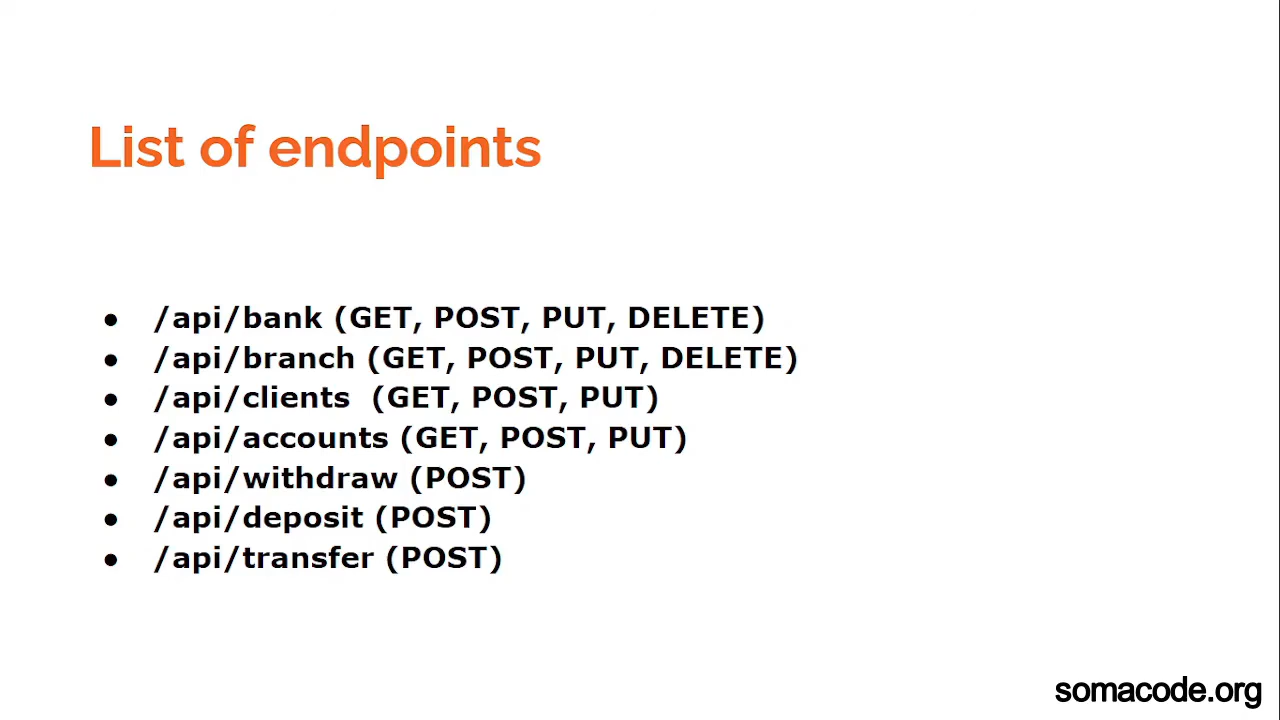 List of endpoints
● /api/bank (GET, POST, PUT, DELETE)
● /api/branch (GET, POST, PUT, DELETE)
● /api/clients  (GET, POST, PUT)
● /api/accounts (GET, POST, PUT)
● /api/withdraw (POST)
● /api/deposit (POST)
● /api/transfer (POST)
somacode.org